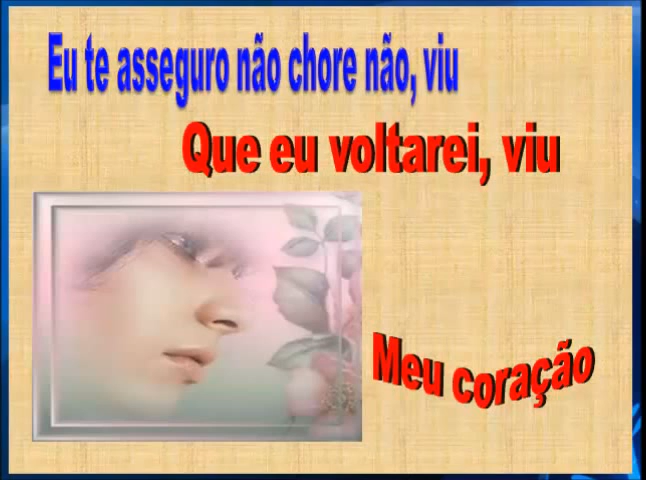 Eu te asseguro não chore não, viu
Que eu voltarei, viu
Meu coração